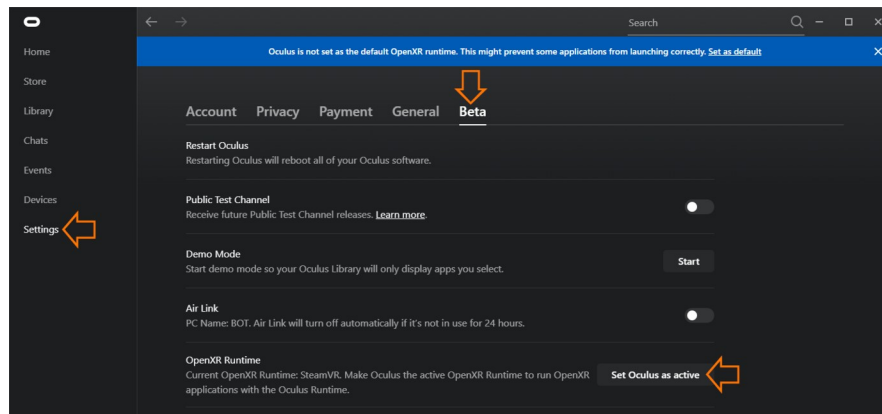 Search
Home
Oculus is not set as the default OpenXR runtime. This might prevent some applications from launching correctly. Set as default
Store
Library
Account Privacy Payment General Beta
Chats
Restart Oculus
Restarting Oculus will reboot all of your Oculus software.
Events
Devices
Public Test Channel
Receive future Public Test Channel releases. Learn more.
Settings
Demo Mode
Start demo mode so your Oculus Library will only display apps you select.
Start
Air Link
PC Name: BOT. Air Link will turn off automatically if it's not in use for 24 hours.
OpenXR Runtime
Current OpenXR Runtime: SteamVR. Make Oculus the active OpenXR Runtime to run OpenXR
applications with the Oculus Runtime.
Set Oculus as active